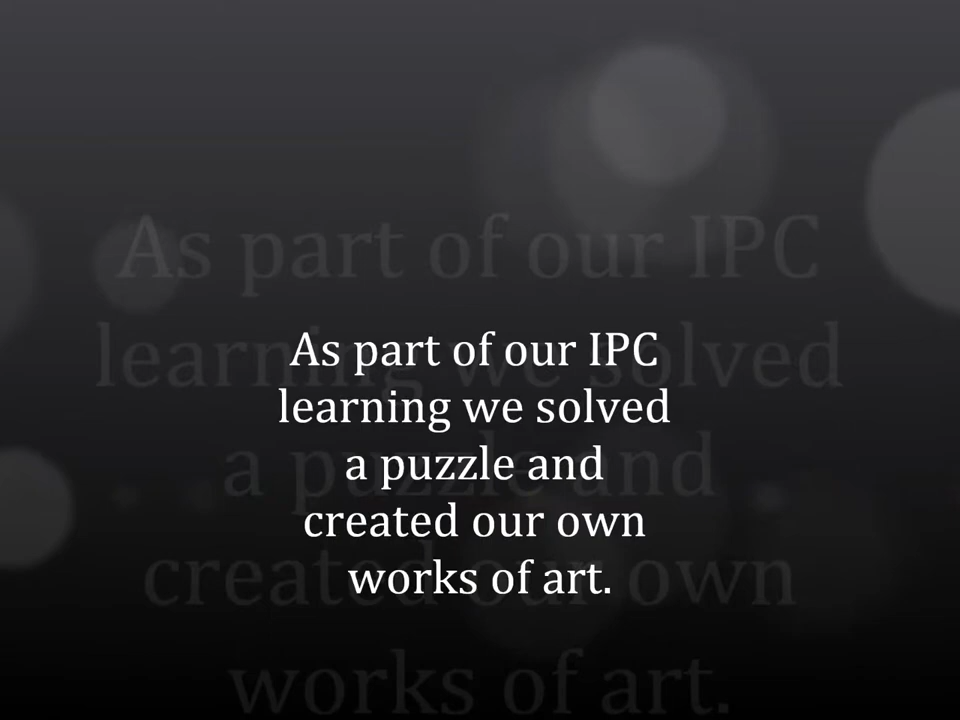 As part of our IPC
learning we solved
a puzzle and
created our own
works of art.